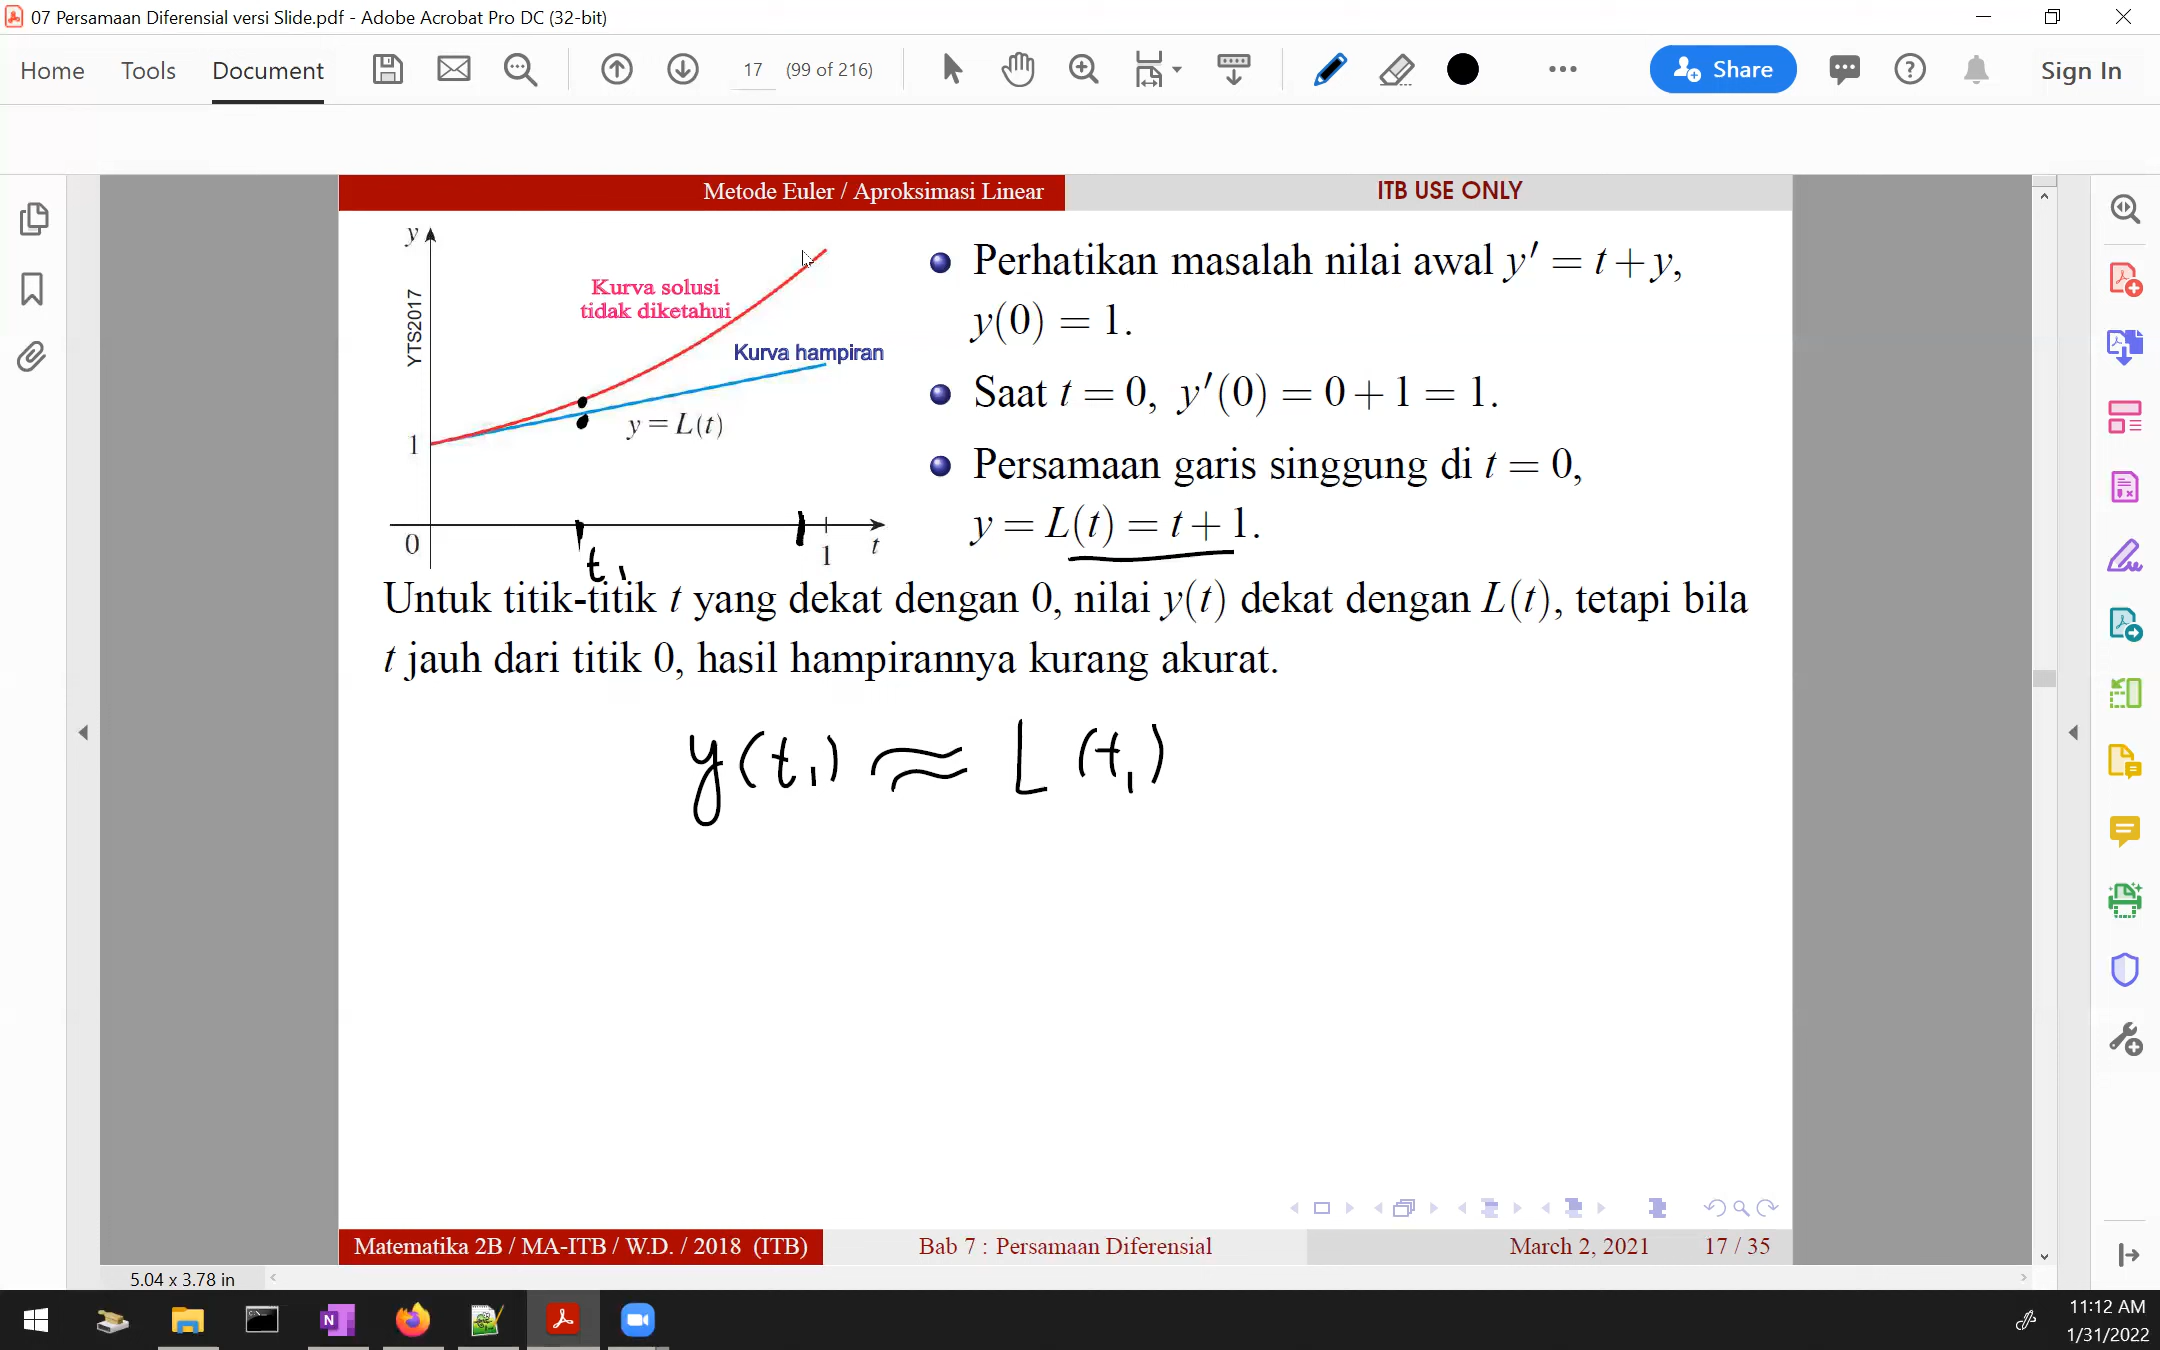 07 Persamaan Diferensial versi Slide.pdf - Adobe Acrobat Pro DC (32-bit)
Home Tools Document 17 (99 of 216) Share Sign In
Metode Euler / Aproksimasi Linear ITB USE ONLY
y
YTS2017
Kurva solusi
tidak diketahui
Kurva hampiran
y = L(t)
1
0
1
t
t₁
Perhatikan masalah nilai awal y′ = t + y,
y(0) = 1.
Saat t = 0, y′(0) = 0 + 1 = 1.
Persamaan garis singgung di t = 0,
y = L(t) = t + 1.
Untuk titik-titik t yang dekat dengan 0, nilai y(t) dekat dengan L(t), tetapi bila
t jauh dari titik 0, hasil hampirannya kurang akurat.
y(t₁) ≈ L(t₁)
Matematika 2B / MA-ITB / W.D. / 2018 (ITB) Bab 7 : Persamaan Diferensial March 2, 2021 17 / 35
5.04 x 3.78 in
11:12 AM
1/31/2022